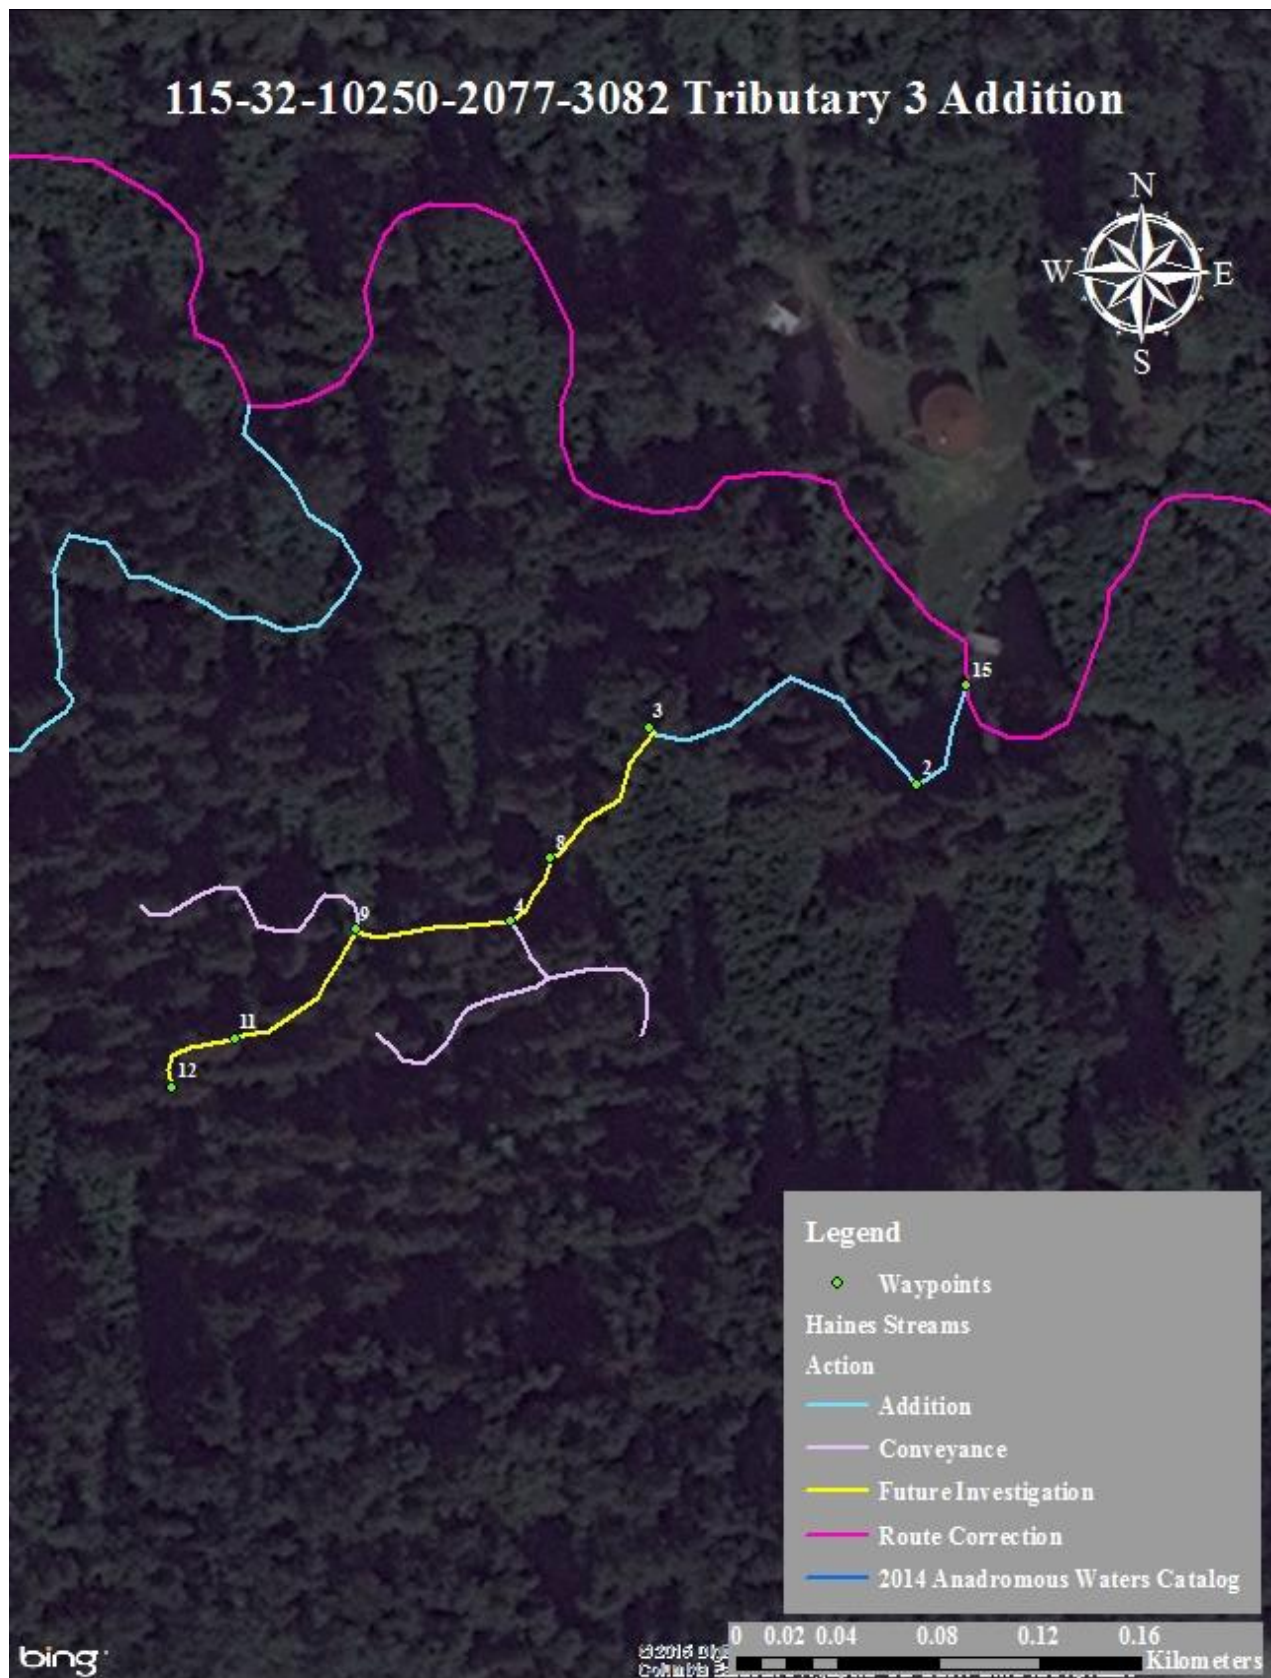 115-32-10250-2077-3082 Tributary 3 Addition
N
W E
S
15
3
2
8
4
9
11
12
Legend
Waypoints
Haines Streams
Action
Addition
Conveyance
Future Investigation
Route Correction
2014 Anadromous Waters Catalog
0 0.02 0.04 0.08 0.12 0.16
Kilometers
bing